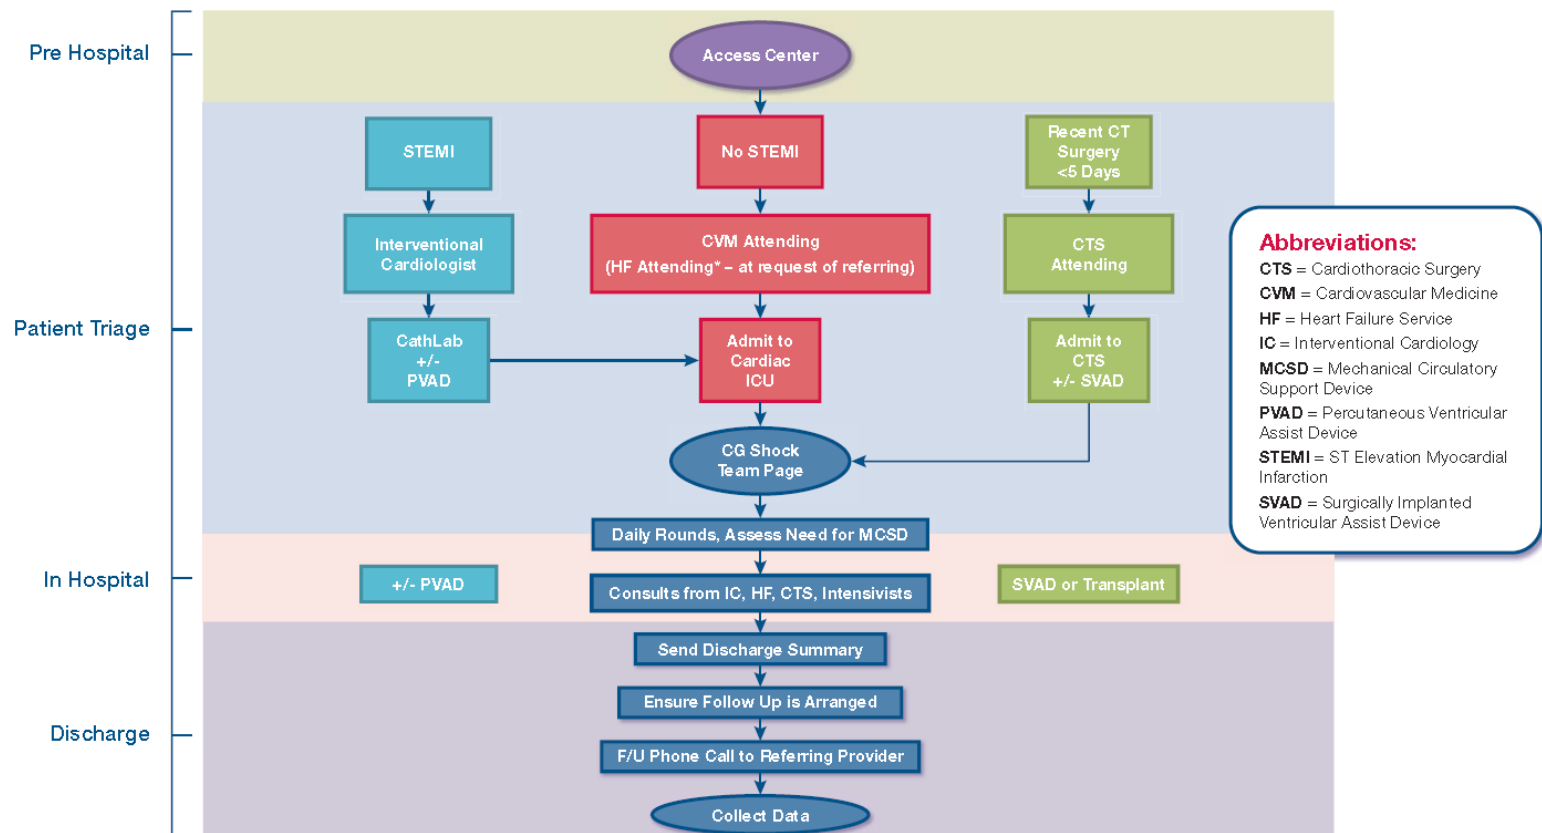 Pre Hospital
Access Center
STEMI
No STEMI
Recent CT
Surgery
<5 Days
Interventional
Cardiologist
CVM Attending
(HF Attending* – at request of referring)
CTS
Attending
Patient Triage
CathLab
+/-
PVAD
Admit to
Cardiac
ICU
Admit to
CTS
+/- SVAD
CG Shock
Team Page
Daily Rounds, Assess Need for MCSD
In Hospital
+/- PVAD
Consults from IC, HF, CTS, Intensivists
SVAD or Transplant
Send Discharge Summary
Ensure Follow Up is Arranged
Discharge
F/U Phone Call to Referring Provider
Collect Data
Abbreviations:
CTS = Cardiothoracic Surgery
CVM = Cardiovascular Medicine
HF = Heart Failure Service
IC = Interventional Cardiology
MCSD = Mechanical Circulatory
Support Device
PVAD = Percutaneous Ventricular
Assist Device
STEMI = ST Elevation Myocardial
Infarction
SVAD = Surgically Implanted
Ventricular Assist Device